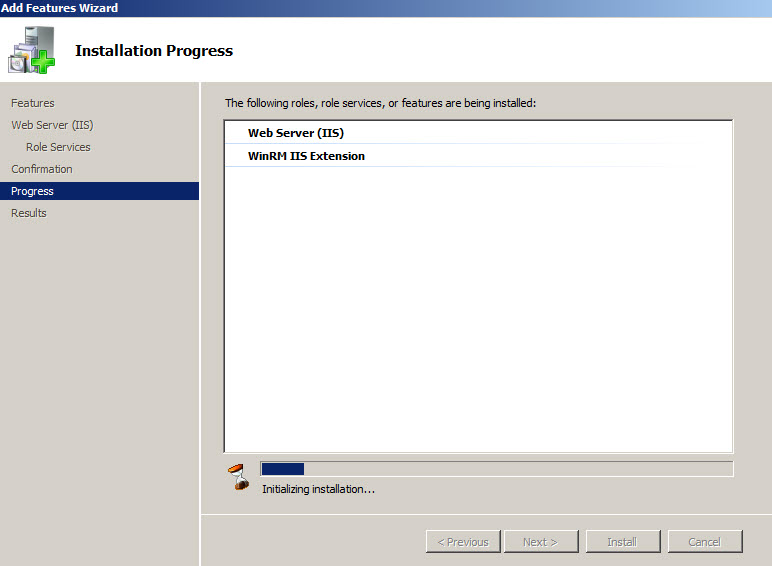 Add Features Wizard
Installation Progress
Features
Web Server (IIS)
Role Services
Confirmation
Progress
Results
The following roles, role services, or features are being installed:
Web Server (IIS)
WinRM IIS Extension
Initializing installation...
< Previous
Next >
Install
Cancel